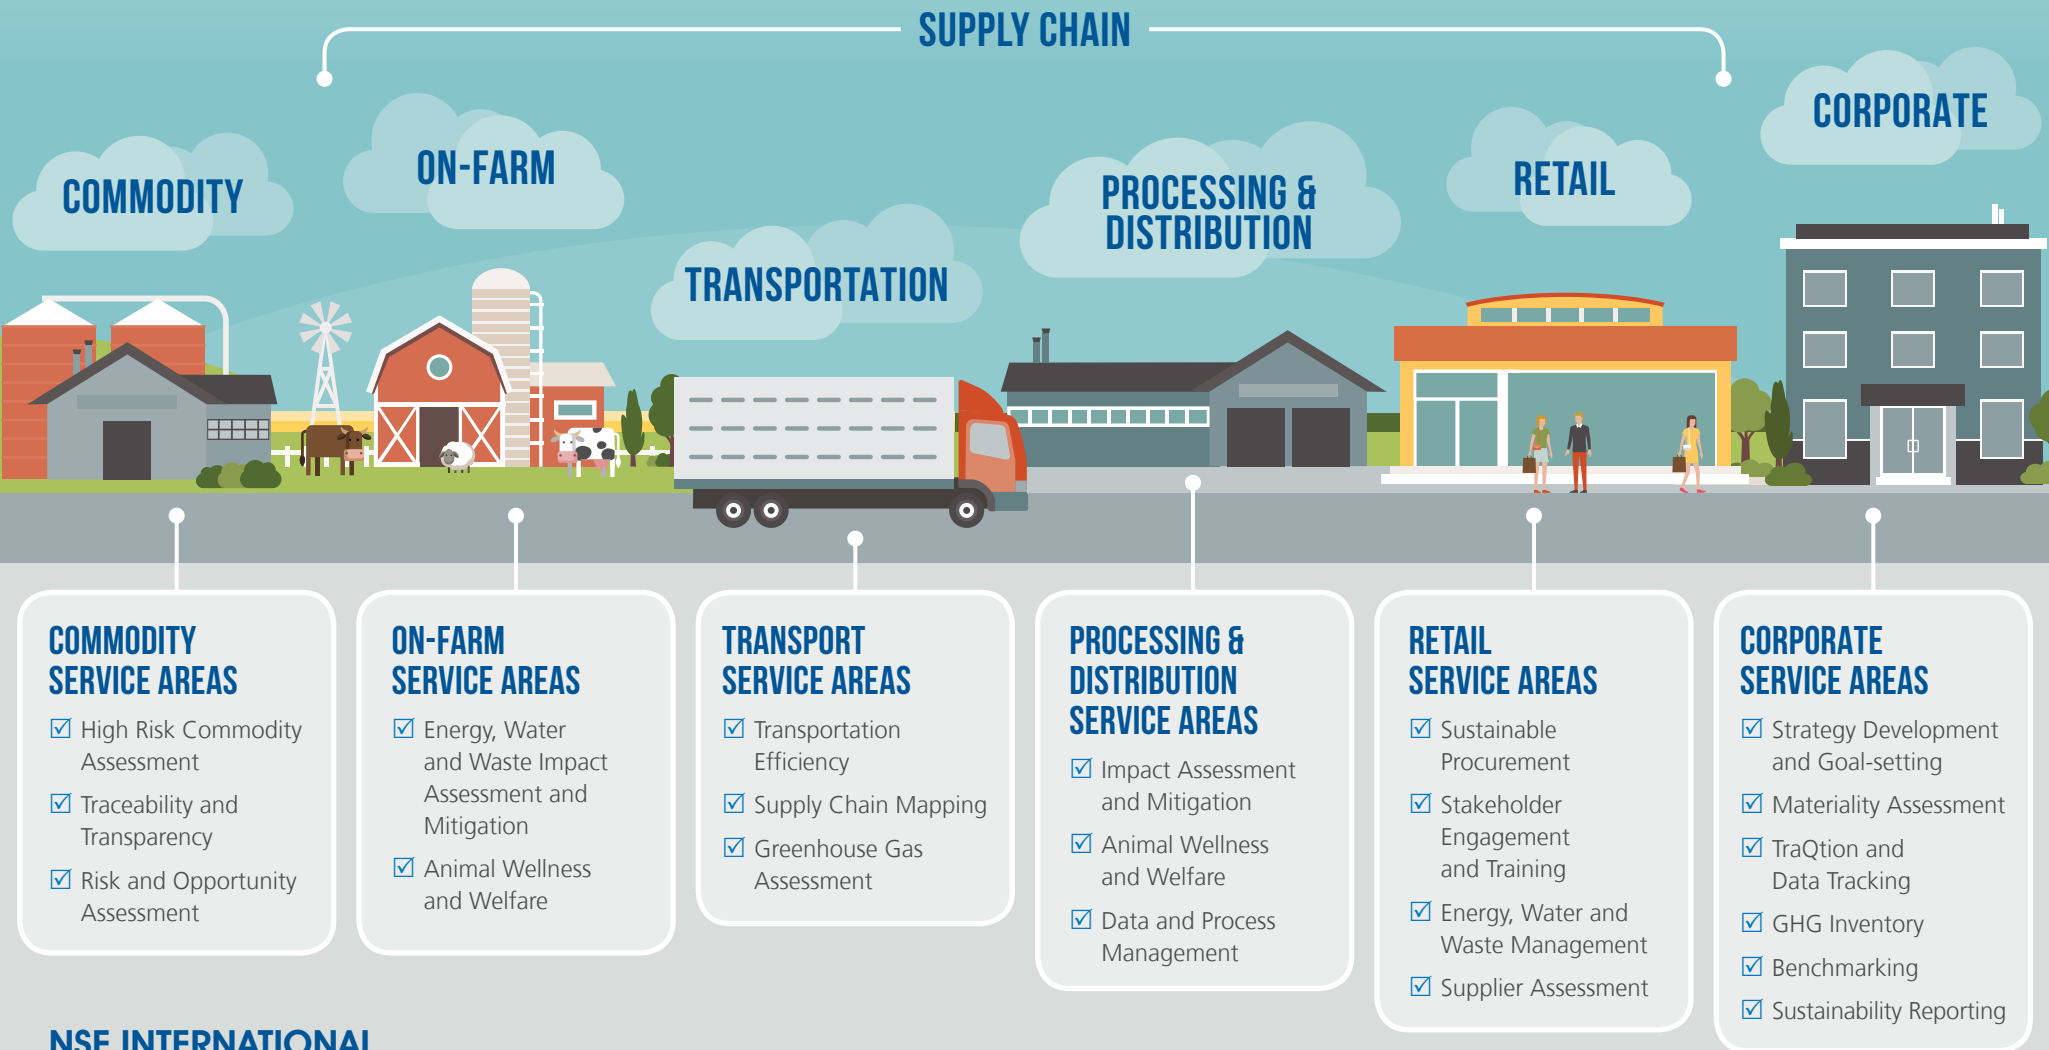 SUPPLY CHAIN
COMMODITY
ON-FARM
TRANSPORTATION
PROCESSING &
DISTRIBUTION
RETAIL
CORPORATE
COMMODITY
SERVICE AREAS
High Risk Commodity
Assessment
Traceability and
Transparency
Risk and Opportunity
Assessment
ON-FARM
SERVICE AREAS
Energy, Water
and Waste Impact
Assessment and
Mitigation
Animal Wellness
and Welfare
TRANSPORT
SERVICE AREAS
Transportation
Efficiency
Supply Chain Mapping
Greenhouse Gas
Assessment
PROCESSING &
DISTRIBUTION
SERVICE AREAS
Impact Assessment
and Mitigation
Animal Wellness
and Welfare
Data and Process
Management
RETAIL
SERVICE AREAS
Sustainable
Procurement
Stakeholder
Engagement
and Training
Energy, Water and
Waste Management
Supplier Assessment
CORPORATE
SERVICE AREAS
Strategy Development
and Goal-setting
Materiality Assessment
TraQtion and
Data Tracking
GHG Inventory
Benchmarking
Sustainability Reporting
NSF INTERNATIONAL